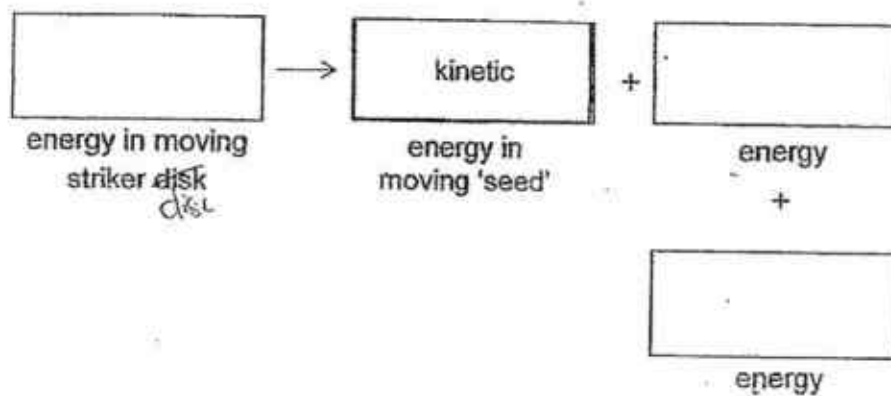 kinetic
+
energy in moving
striker disk
disc
energy in
moving 'seed'
energy
+
energy